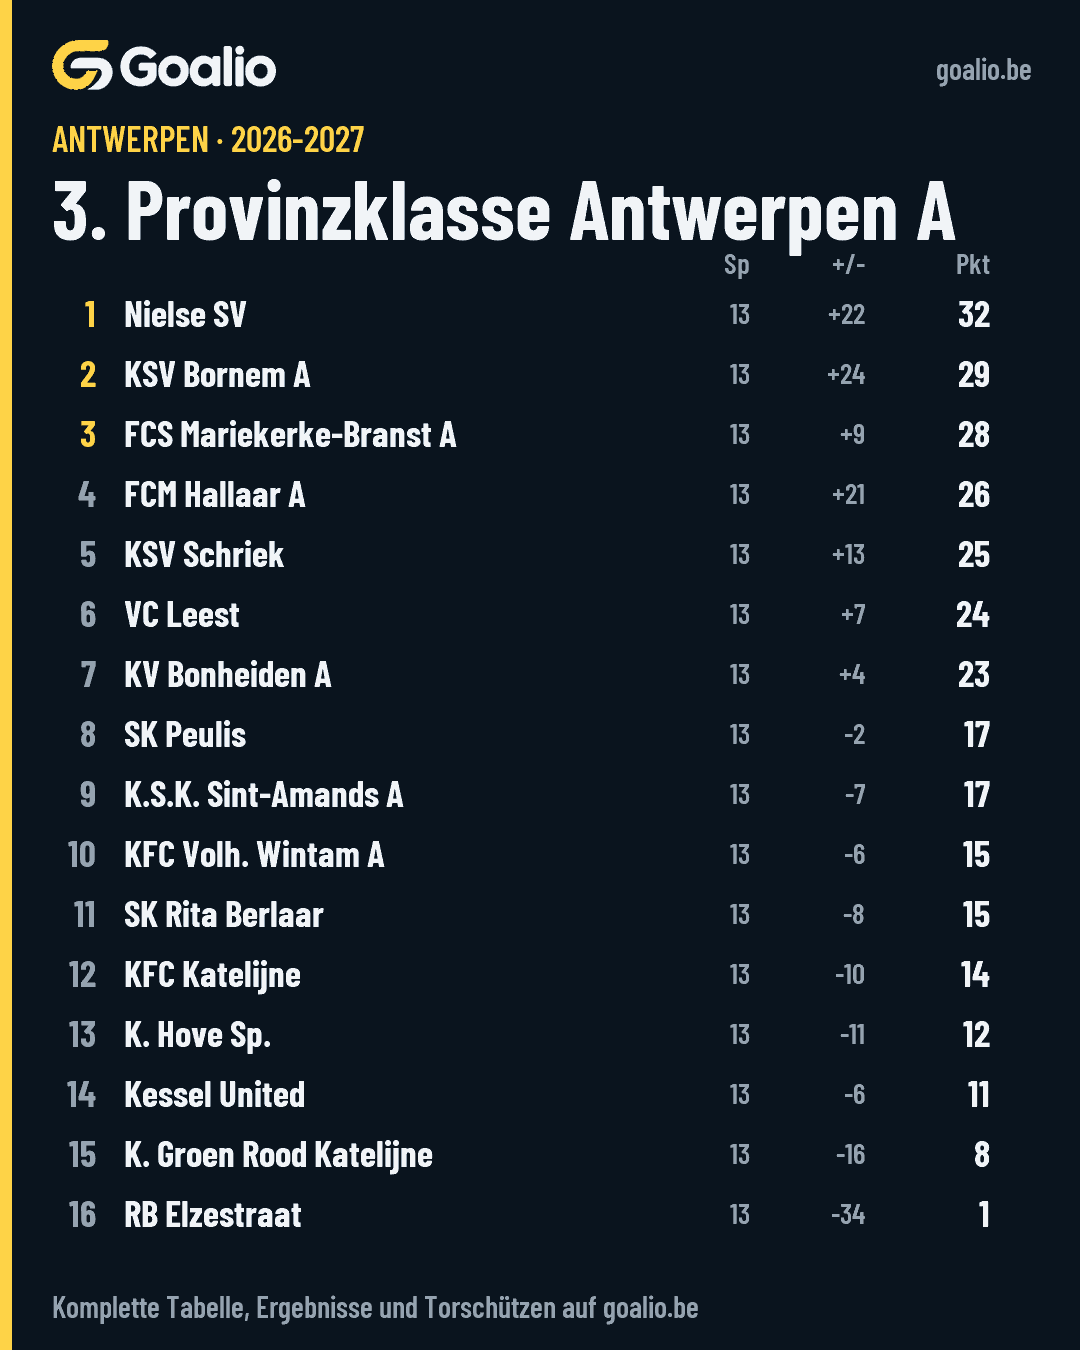 Goalio
goalio.be
ANTWERPEN · 2026-2027
3. Provinzklasse Antwerpen A
Sp +/- Pkt
1 Nielse SV 13 +22 32
2 KSV Bornem A 13 +24 29
3 FCS Mariekerke-Branst A 13 +9 28
4 FCM Hallaar A 13 +21 26
5 KSV Schriek 13 +13 25
6 VC Leest 13 +7 24
7 KV Bonheiden A 13 +4 23
8 SK Peulis 13 -2 17
9 K.S.K. Sint-Amands A 13 -7 17
10 KFC Volh. Wintam A 13 -6 15
11 SK Rita Berlaar 13 -8 15
12 KFC Katelijne 13 -10 14
13 K. Hove Sp. 13 -11 12
14 Kessel United 13 -6 11
15 K. Groen Rood Katelijne 13 -16 8
16 RB Elzestraat 13 -34 1
Komplette Tabelle, Ergebnisse und Torschützen auf goalio.be